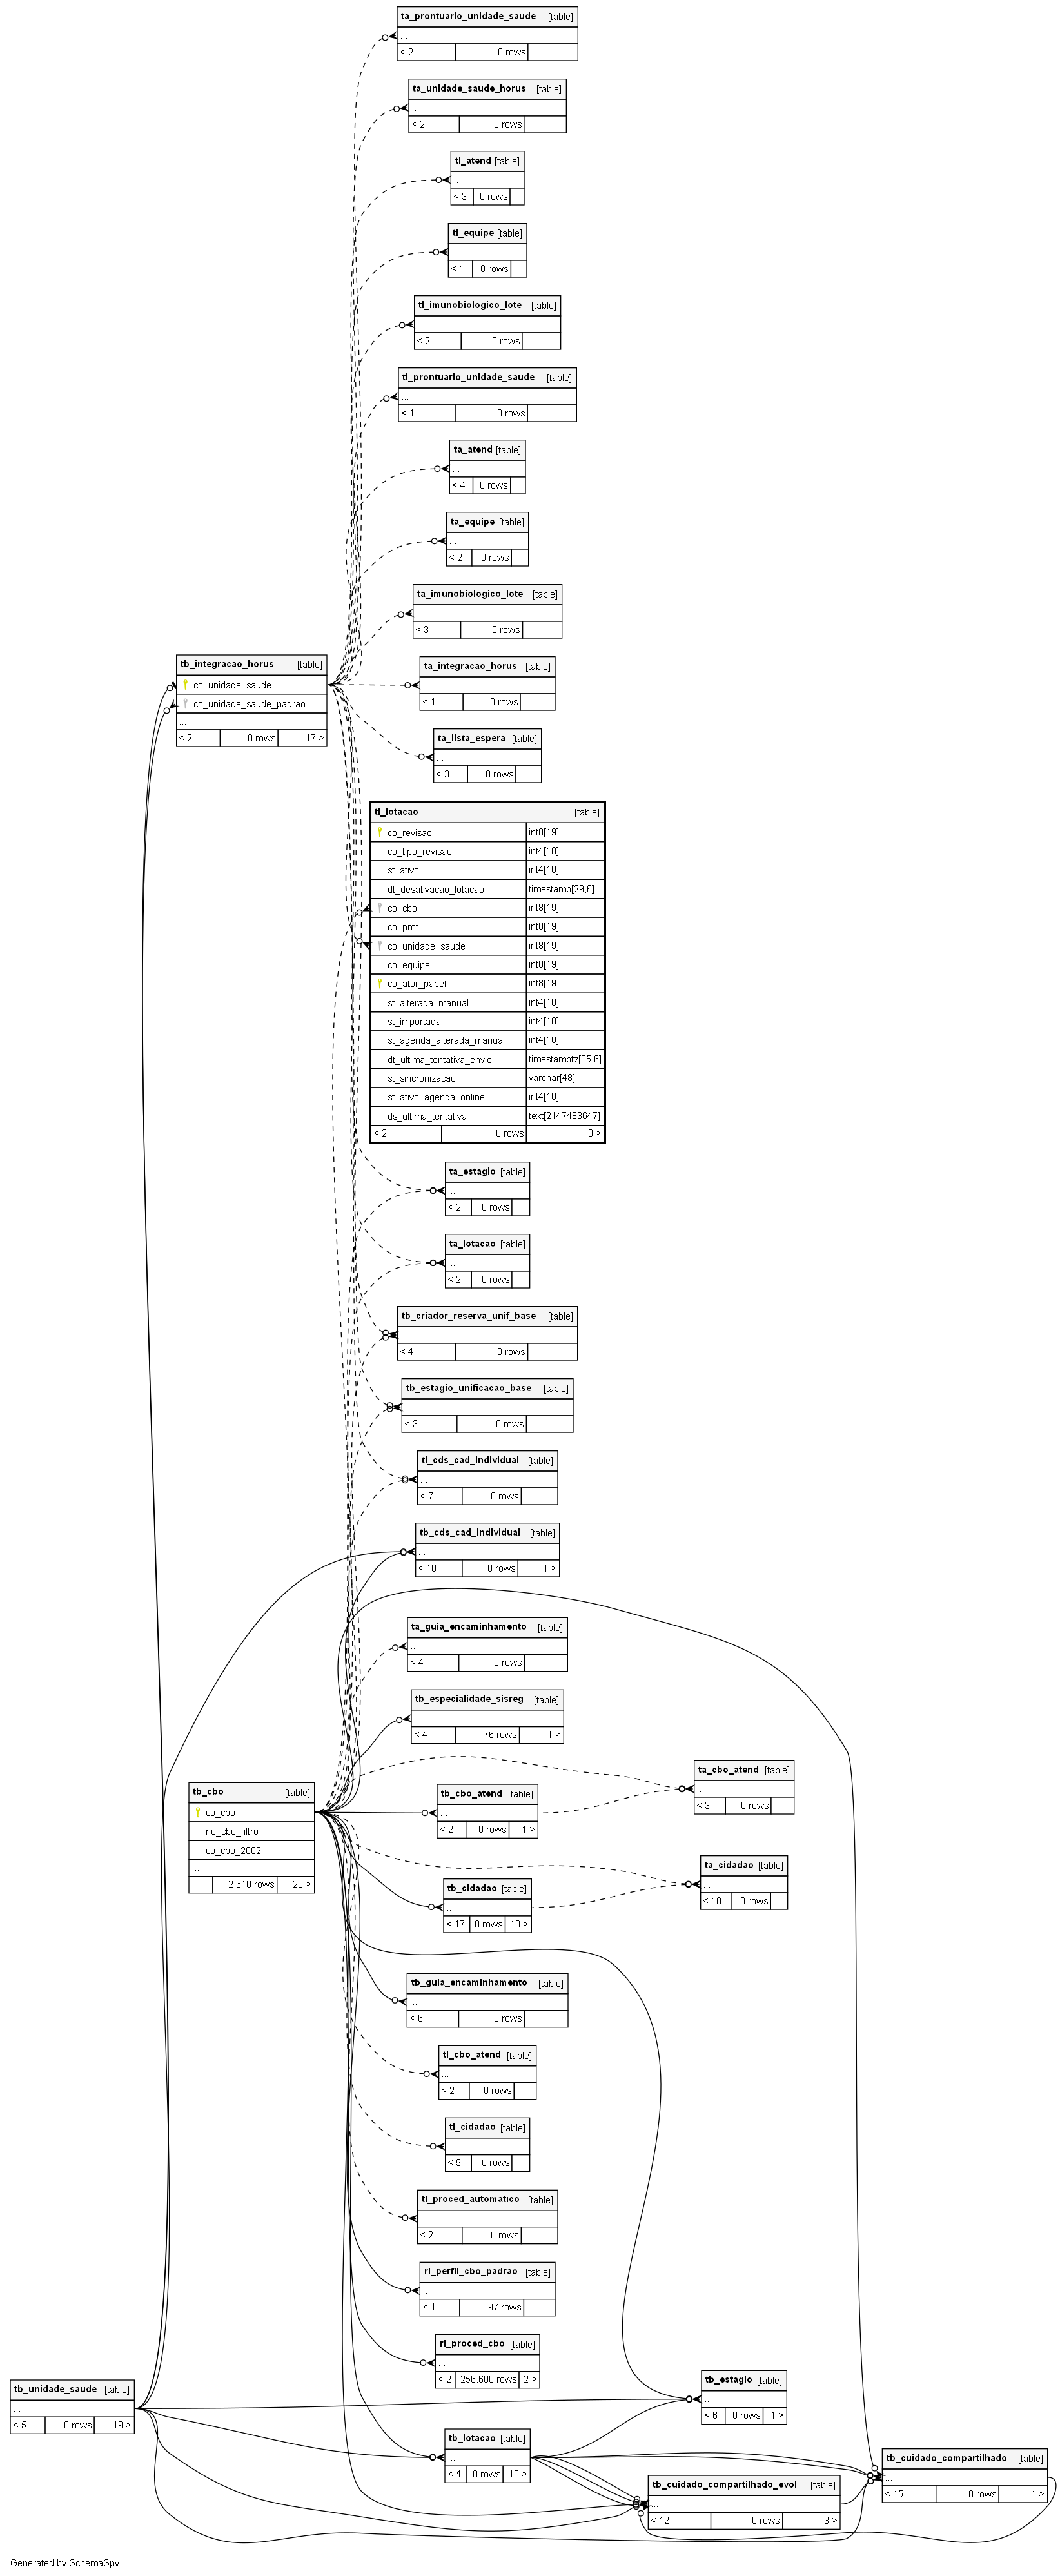 ta_prontuario_unidade_saude [table]
...
< 2 0 rows
ta_unidade_saude_horus [table]
...
< 2 0 rows
tl_atend [table]
...
< 3 0 rows
tl_equipe [table]
...
< 1 0 rows
tl_imunobiologico_lote [table]
...
< 2 0 rows
tl_prontuario_unidade_saude [table]
...
< 1 0 rows
ta_atend [table]
...
< 4 0 rows
ta_equipe [table]
...
< 2 0 rows
ta_imunobiologico_lote [table]
...
< 3 0 rows
tb_integracao_horus [table]
co_unidade_saude
co_unidade_saude_padrao
...
< 2 0 rows 17 >
ta_integracao_horus [table]
...
< 1 0 rows
ta_lista_espera [table]
...
< 3 0 rows
tl_lotacao [table]
co_revisao int8[19]
co_tipo_revisao int4[10]
st_ativo int4[10]
dt_desativacao_lotacao timestamp[29,6]
co_cbo int8[19]
co_prof int8[19]
co_unidade_saude int8[19]
co_equipe int8[19]
co_ator_papel int8[19]
st_alterada_manual int4[10]
st_importada int4[10]
st_agenda_alterada_manual int4[10]
dt_ultima_tentativa_envio timestamptz[35,6]
st_sincronizacao varchar[48]
st_ativo_agenda_online int4[10]
ds_ultima_tentativa text[2147483647]
< 2 0 rows 0 >
ta_estagio [table]
...
< 2 0 rows
ta_lotacao [table]
...
< 2 0 rows
tb_criador_reserva_unif_base [table]
...
< 4 0 rows
tb_estagio_unificacao_base [table]
...
< 3 0 rows
tl_cds_cad_individual [table]
...
< 7 0 rows
tb_cds_cad_individual [table]
...
< 10 0 rows 1 >
ta_guia_encaminhamento [table]
...
< 4 0 rows
tb_especialidade_sisreg [table]
...
< 4 76 rows 1 >
tb_cbo [table]
co_cbo
no_cbo_filtro
co_cbo_2002
...
2.610 rows 23 >
tb_cbo_atend [table]
...
< 2 0 rows 1 >
ta_cbo_atend [table]
...
< 3 0 rows
tb_cidadao [table]
...
< 17 0 rows 13 >
ta_cidadao [table]
...
< 10 0 rows
tb_guia_encaminhamento [table]
...
< 6 0 rows
tl_cbo_atend [table]
...
< 2 0 rows
tl_cidadao [table]
...
< 9 0 rows
tl_proced_automatico [table]
...
< 2 0 rows
rl_perfil_cbo_padrao [table]
...
< 1 397 rows
rl_proced_cbo [table]
...
< 2 256.600 rows 2 >
tb_unidade_saude [table]
...
< 5 0 rows 19 >
tb_estagio [table]
...
< 6 0 rows 1 >
tb_lotacao [table]
...
< 4 0 rows 18 >
tb_cuidado_compartilhado [table]
...
< 15 0 rows 1 >
tb_cuidado_compartilhado_evol [table]
...
< 12 0 rows 3 >
Generated by SchemaSpy